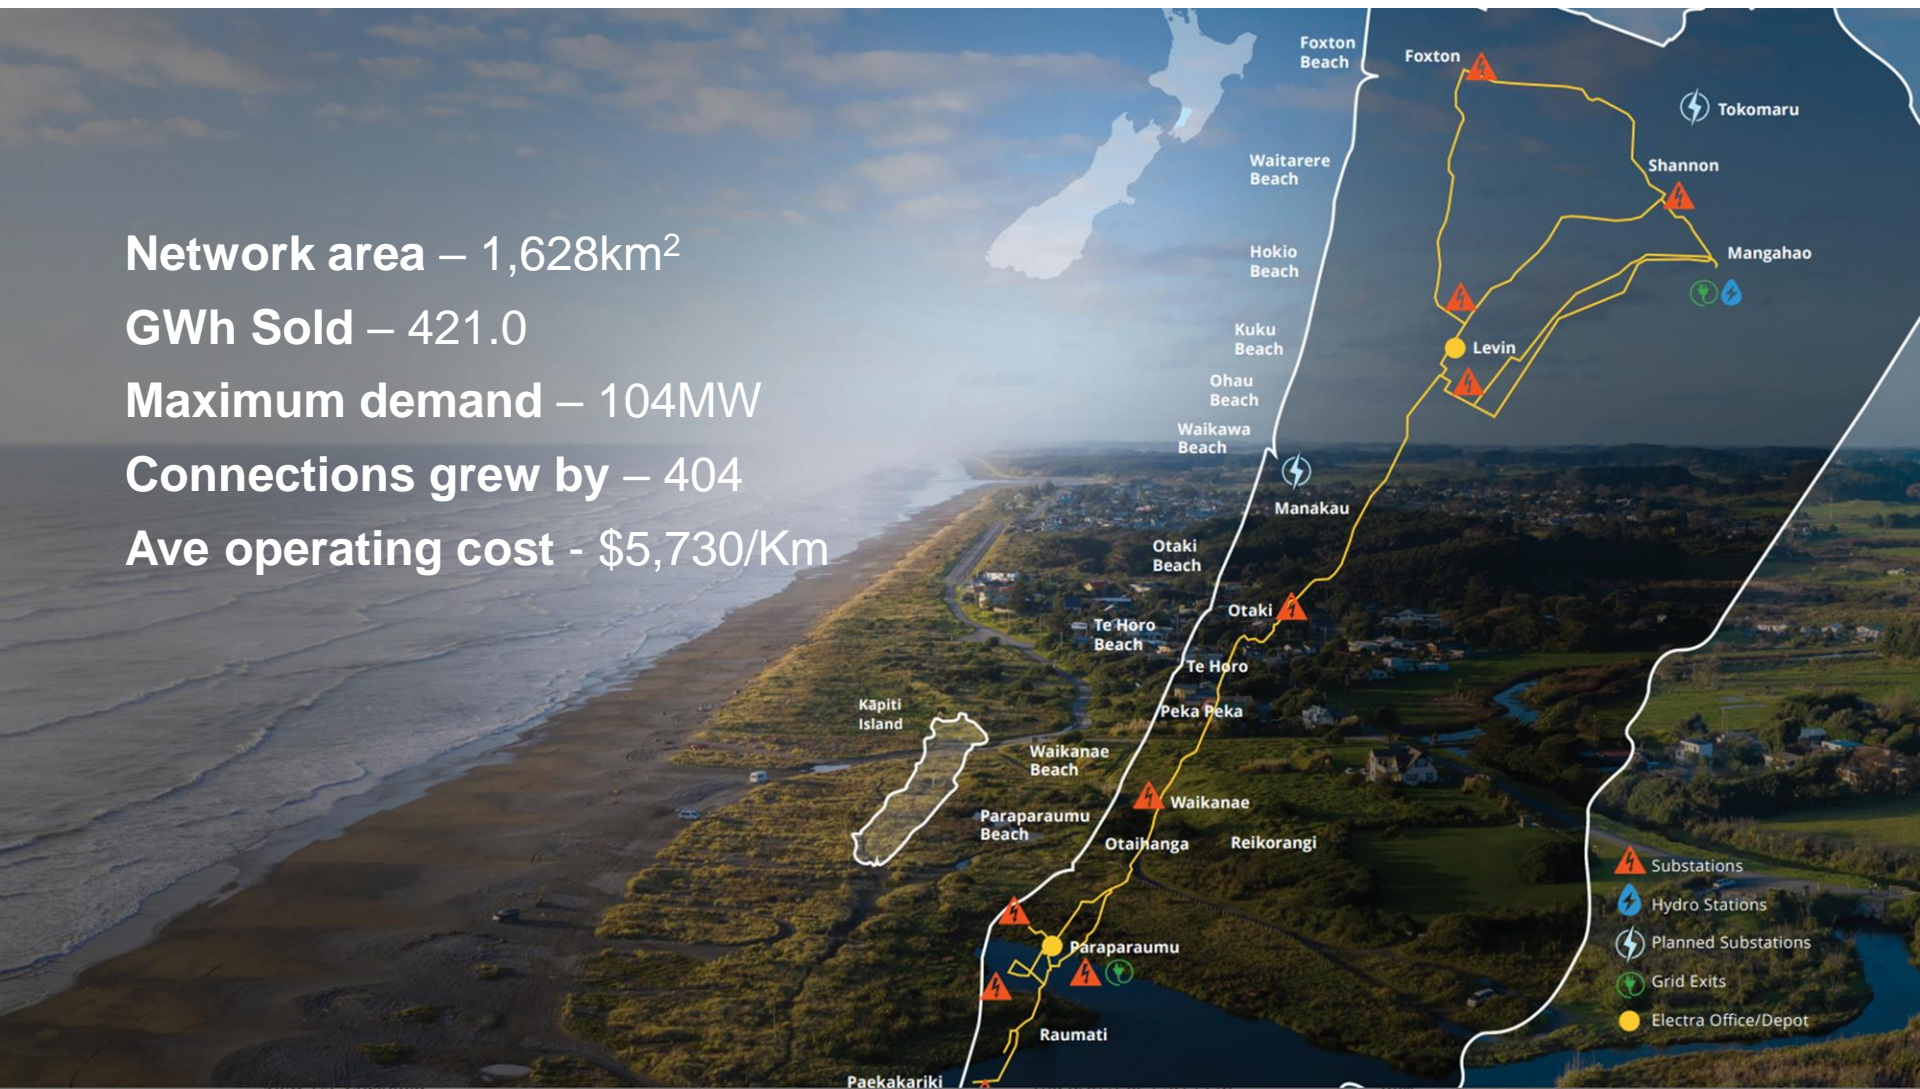 Network area – 1,628km²
GWh Sold – 421.0
Maximum demand – 104MW
Connections grew by – 404
Ave operating cost - $5,730/Km
Foxton
Beach
Foxton
Tokomaru
Waitarere
Beach
Shannon
Hokio
Beach
Mangahao
Kuku
Beach
Levin
Ohau
Beach
Waikawa
Beach
Manakau
Otaki
Beach
Otaki
Te Horo
Beach
Te Horo
Kāpiti
Island
Peka Peka
Waikanae
Beach
Waikanae
Paraparaumu
Beach
Otaihanga
Reikorangi
Paraparaumu
Raumati
Paekakariki
Substations
Hydro Stations
Planned Substations
Grid Exits
Electra Office/Depot